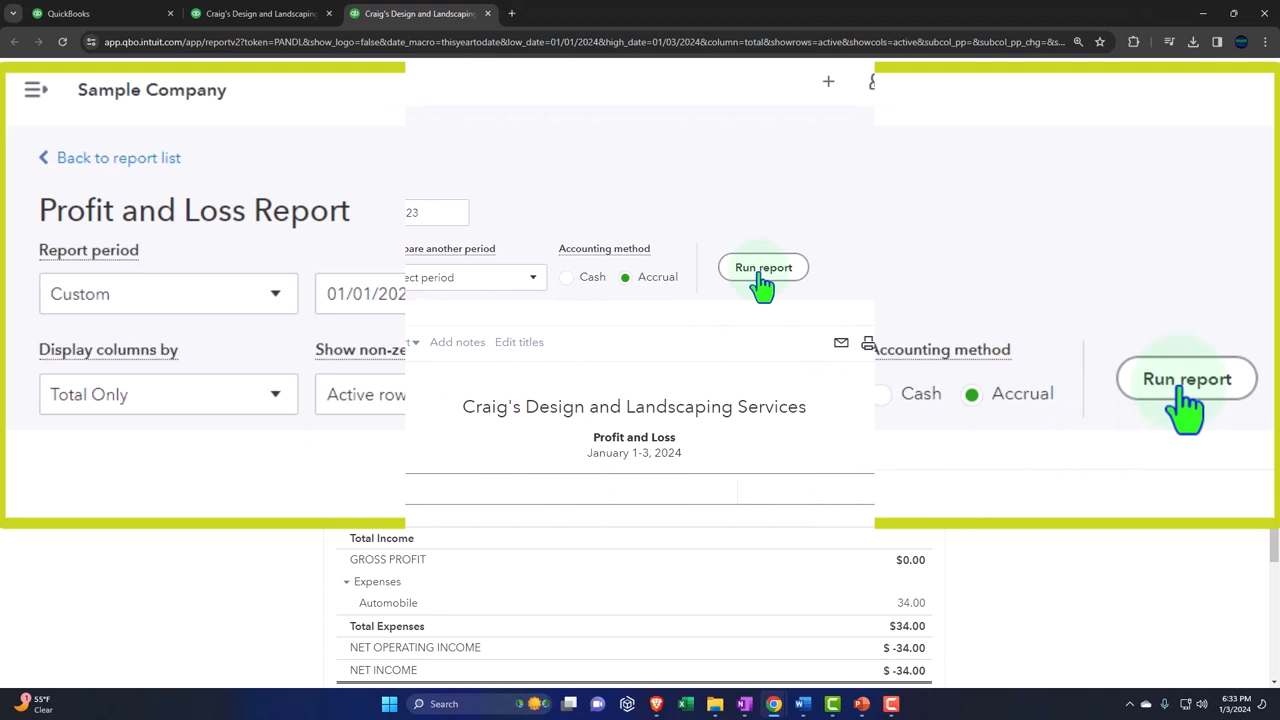 QuickBooks
Craig's Design and Landscaping
Craig's Design and Landscaping
app.qbo.intuit.com/app/reportv2?token=PANDL&show_logo=false&date_macro=thisyeartodate&low_date=01/01/2024&high_date=01/03/2024&column=total&showrows=active&showcols=active&subcol_pp=&subcol_pp_chg=&s...
Sample Company
Back to report list
Profit and Loss Report
Report period
Custom
01/01/202
23
pare another period
Accounting method
ect period
Cash
Accrual
Run report
Display columns by
Show non-ze
Accounting method
Total Only
Active row
Cash
Accrual
Run report
Add notes
Edit titles
Craig's Design and Landscaping Services
Profit and Loss
January 1-3, 2024
Total Income
GROSS PROFIT $0.00
Expenses
Automobile 34.00
Total Expenses $34.00
NET OPERATING INCOME $ -34.00
NET INCOME $ -34.00
1
55°F
Clear
Search
6:33 PM
1/3/2024